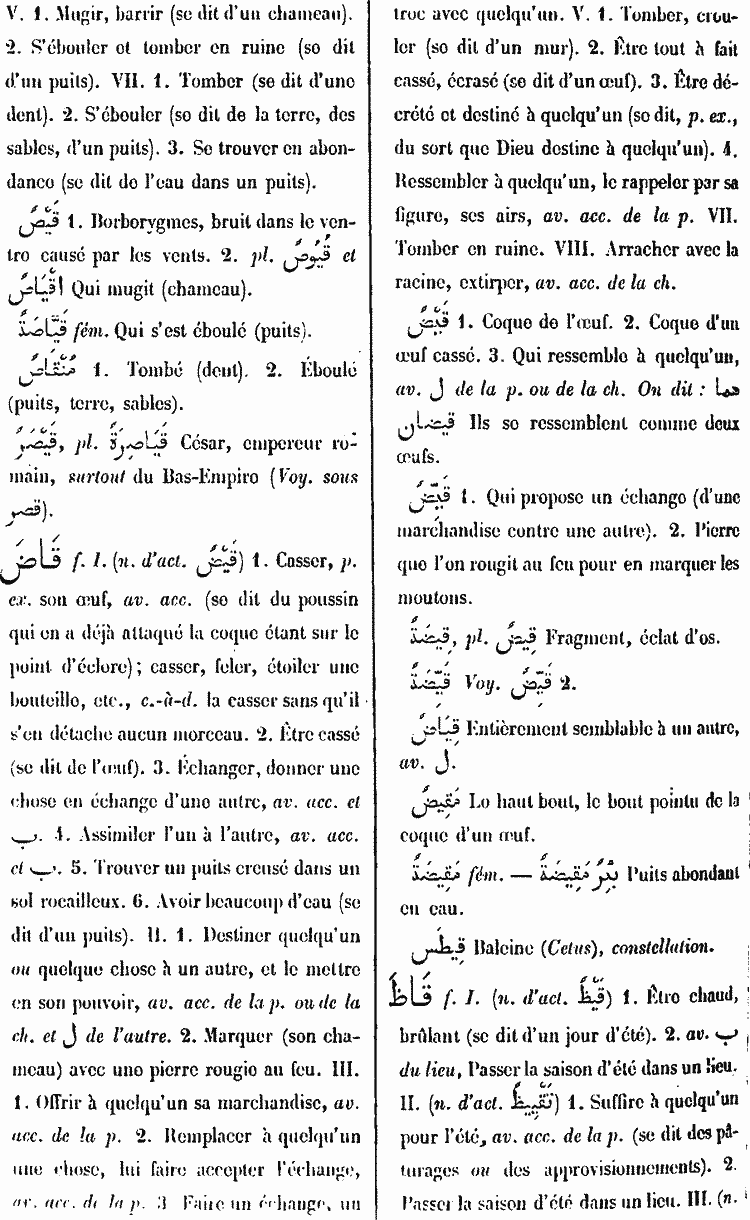 V. 1. Mugir, barrir (se dit d'un chameau).
2. S'ébouler et tomber en ruine (se dit
d'un puits). VII. 1. Tomber (se dit d'une
dent). 2. S'ébouler (se dit de la terre, des
sables, d'un puits). 3. Se trouver en abon-
dance (se dit de l'eau dans un puits).
قَيْصٌ 1. Borborygmes, bruit dans le ven-
tre causé par les vents. 2. pl. قُيُوصٌ et
أَقْيَاصٌ Qui mugit (chameau).
قَيَّاصَةٌ fém. Qui s'est éboulé (puits).
مُنْقَاصٌ 1. Tombé (dent). 2. Éboulé
(puits, terre, sables).
قَيْصَرٌ, pl. قَيَاصِرَةٌ César, empereur ro-
main, surtout du Bas-Empire (Voy. sous
قصر).
قَاضَ f. I. (n. d'act. قَيْضٌ) 1. Casser, p.
ex. son œuf, av. acc. (se dit du poussin
qui en a déjà attaqué la coque étant sur le
point d'éclore); casser, feler, étoiler une
bouteille, etc., c.-à-d. la casser sans qu'il
s'en détache aucun morceau. 2. Être cassé
(se dit de l'œuf). 3. Échanger, donner une
chose en échange d'une autre, av. acc. et
ب. 4. Assimiler l'un à l'autre, av. acc.
et ب. 5. Trouver un puits creusé dans un
sol rocailleux. 6. Avoir beaucoup d'eau (se
dit d'un puits). II. 1. Destiner quelqu'un
ou quelque chose à un autre, et le mettre
en son pouvoir, av. acc. de la p. ou de la
ch. et ل de l'autre. 2. Marquer (son cha-
meau) avec une pierre rougie au feu. III.
1. Offrir à quelqu'un sa marchandise, av.
acc. de la p. 2. Remplacer à quelqu'un
une chose, lui faire accepter l'échange,
av. acc. de la p. 3 Faire un échange, un
troc avec quelqu'un. V. 1. Tomber, crou-
ler (se dit d'un mur). 2. Être tout à fait
cassé, écrasé (se dit d'un œuf). 3. Être dé-
crété et destiné à quelqu'un (se dit, p. ex.,
du sort que Dieu destine à quelqu'un). 4.
Ressembler à quelqu'un, le rappeler par sa
figure, ses airs, av. acc. de la p. VII.
Tomber en ruine. VIII. Arracher avec la
racine, extirper, av. acc. de la ch.
قَيْضٌ 1. Coque de l'œuf. 2. Coque d'un
œuf cassé. 3. Qui ressemble à quelqu'un,
av. ل de la p. ou de la ch. On dit : هما
قيضان Ils se ressemblent comme deux
œufs.
قَيِّضٌ 1. Qui propose un échange (d'une
marchandise contre une autre). 2. Pierre
que l'on rougit au feu pour en marquer les
moutons.
قِيضَةٌ, pl. قِيَضٌ Fragment, éclat d'os.
قَيِّضَةٌ Voy. قَيِّضٌ 2.
قِيَاضٌ Entièrement semblable à un autre,
av. ل.
مَقِيضٌ Le haut bout, le bout pointu de la
coque d'un œuf.
مَقِيضَةٌ fém. — بِئْرٌ مَقِيضَةٌ Puits abondant
en eau.
قيطس Baleine (Cetus), constellation.
قَاظَ f. I. (n. d'act. قَيْظٌ) 1. Être chaud,
brûlant (se dit d'un jour d'été). 2. av. ب
du lieu, Passer la saison d'été dans un lieu.
II. (n. d'act. تَقْيِيظٌ) 1. Suffire à quelqu'un
pour l'été, av. acc. de la p. (se dit des pâ-
turages ou des approvisionnements). 2.
Passer la saison d'été dans un lieu. III. (n.